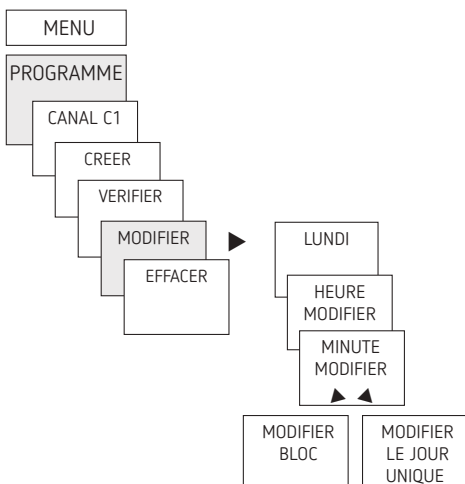 MENU
PROGRAMME
CANAL C1
CREER
VERIFIER
MODIFIER
EFFACER
LUNDI
HEURE
MODIFIER
MINUTE
MODIFIER
MODIFIER
BLOC
MODIFIER
LE JOUR
UNIQUE